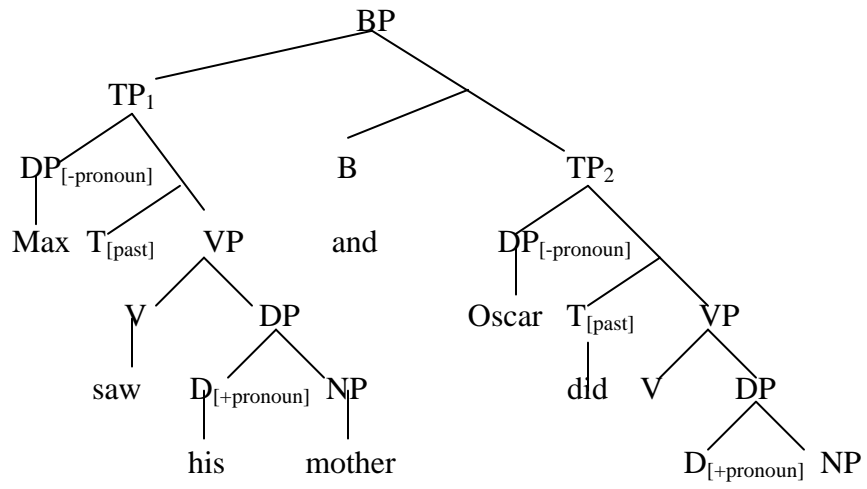 BP
TP₁
DP[-pronoun] B TP₂
Max T[past] VP and DP[-pronoun]
V DP Oscar T[past] VP
saw D[+pronoun] NP did V DP
his mother D[+pronoun] NP